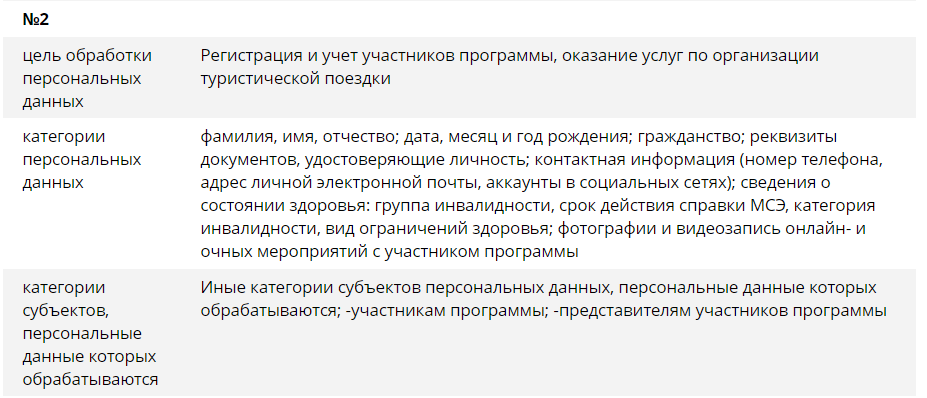 №2
цель обработки
персональных
данных
Регистрация и учет участников программы, оказание услуг по организации
туристической поездки
категории
персональных
данных
фамилия, имя, отчество; дата, месяц и год рождения; гражданство; реквизиты
документов, удостоверяющие личность; контактная информация (номер телефона,
адрес личной электронной почты, аккаунты в социальных сетях); сведения о
состоянии здоровья: группа инвалидности, срок действия справки МСЭ, категория
инвалидности, вид ограничений здоровья; фотографии и видеозапись онлайн- и
очных мероприятий с участником программы
категории
субъектов,
персональные
данные которых
обрабатываются
Иные категории субъектов персональных данных, персональные данные которых
обрабатываются; -участникам программы; -представителям участников программы